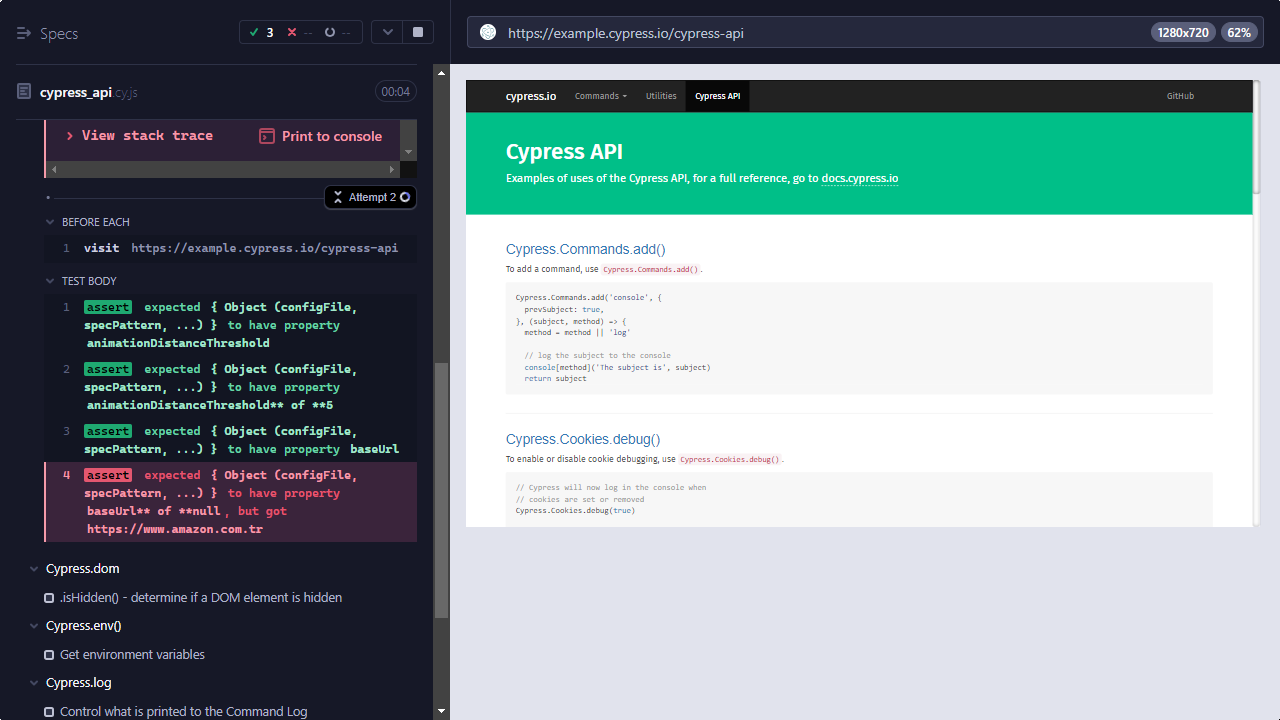 Specs
3
--
--
https://example.cypress.io/cypress-api
1280x720
62%
cypress_api.cy.js
00:04
View stack trace
Print to console
Attempt 2
BEFORE EACH
1 visit https://example.cypress.io/cypress-api
TEST BODY
1 assert expected { Object (configFile,
specPattern, ...) } to have property
animationDistanceThreshold
2 assert expected { Object (configFile,
specPattern, ...) } to have property
animationDistanceThreshold** of **5
3 assert expected { Object (configFile,
specPattern, ...) } to have property baseUrl
4 assert expected { Object (configFile,
specPattern, ...) } to have property
baseUrl** of **null, but got
https://www.amazon.com.tr
Cypress.dom
.isHidden() - determine if a DOM element is hidden
Cypress.env()
Get environment variables
Cypress.log
Control what is printed to the Command Log
cypress.io
Commands
Utilities
Cypress API
GitHub
Cypress API
Examples of uses of the Cypress API, for a full reference, go to docs.cypress.io
Cypress.Commands.add()
To add a command, use Cypress.Commands.add().
Cypress.Commands.add('console', {
prevSubject: true,
}, (subject, method) => {
method = method || 'log'
// log the subject to the console
console[method]('The subject is', subject)
return subject
Cypress.Cookies.debug()
To enable or disable cookie debugging, use Cypress.Cookies.debug().
// Cypress will now log in the console when
// cookies are set or removed
Cypress.Cookies.debug(true)